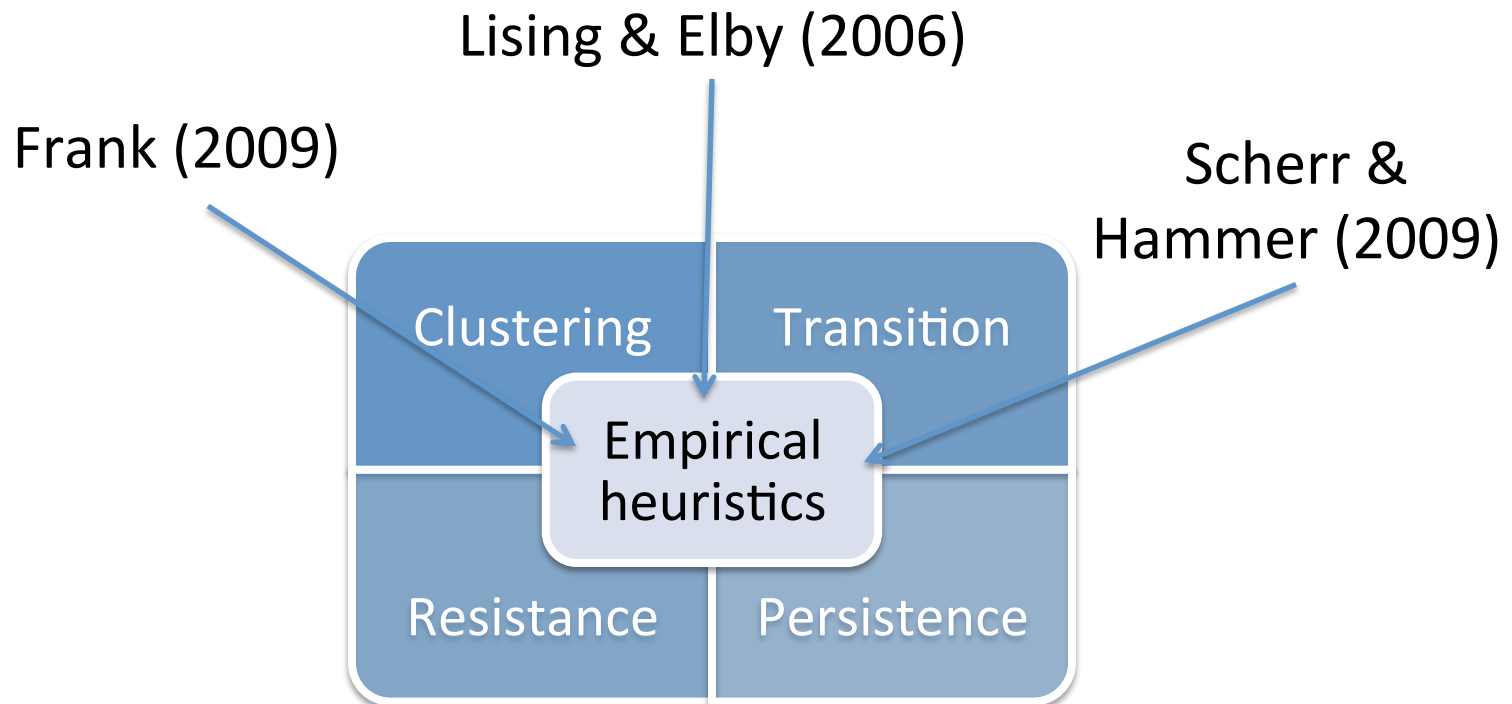 Lising & Elby (2006)
Frank (2009)
Scherr &
Hammer (2009)
Clustering
Transition
Empirical
heuristics
Resistance
Persistence